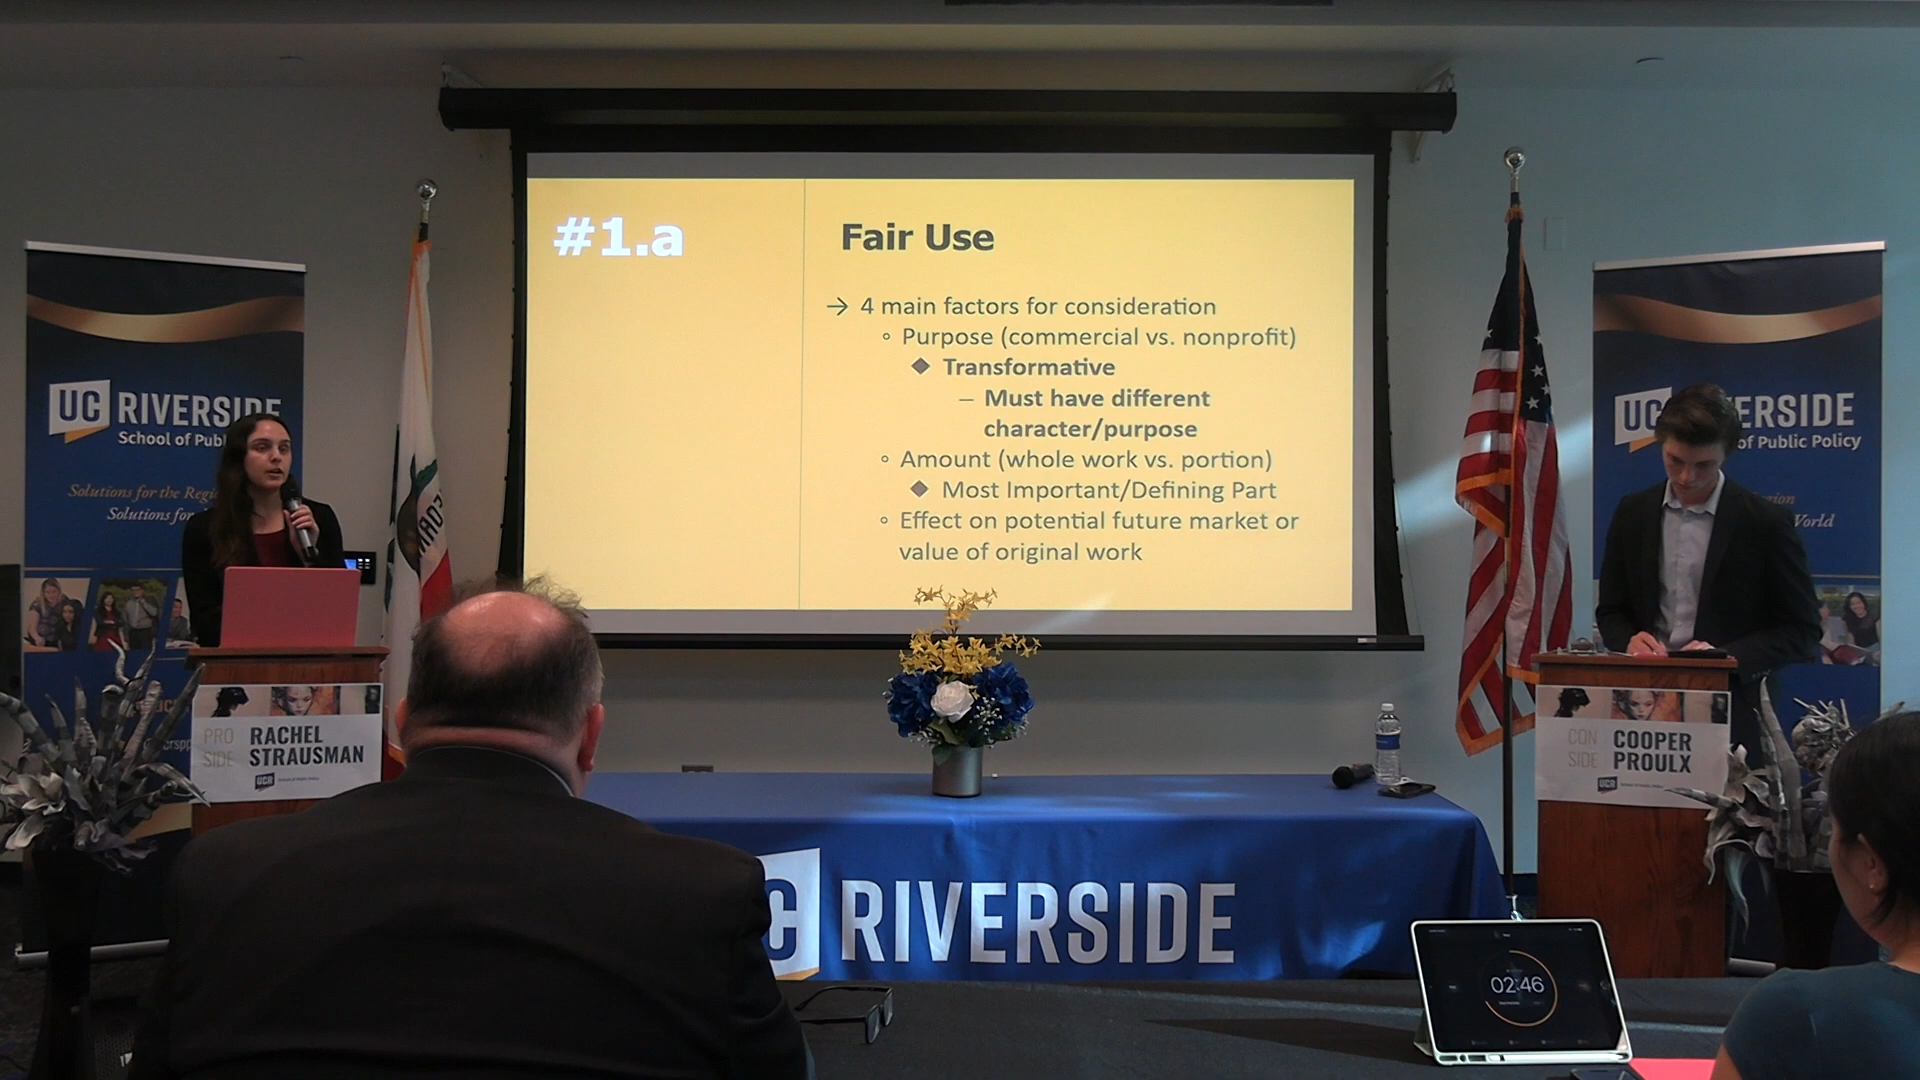 #1.a
Fair Use
→ 4 main factors for consideration
◦ Purpose (commercial vs. nonprofit)
◆ Transformative
– Must have different
character/purpose
◦ Amount (whole work vs. portion)
◆ Most Important/Defining Part
◦ Effect on potential future market or
value of original work
UC RIVERSIDE
School of Pub
Solutions for the Regi
Solutions for
UC ERSIDE
of Public Policy
World
PRO
SIDE
RACHEL
STRAUSMAN
UCR
CON
SIDE
COOPER
PROULX
UCR
C RIVERSIDE
02:46